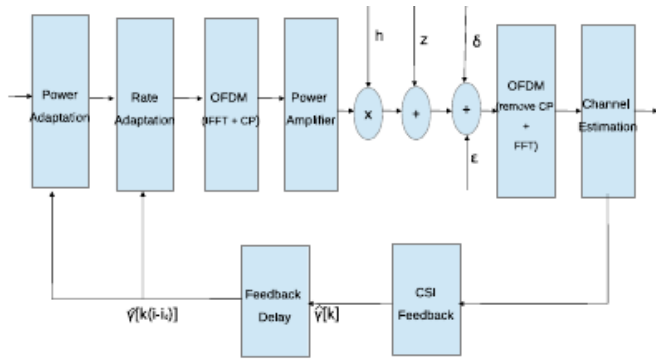 h
z
δ
Power
Adaptation
Rate
Adaptation
OFDM
(IFFT + CP)
Power
Amplifier
x
+
+
OFDM
(remove CP
+
FFT)
Channel
Estimation
ε
Feedback
Delay
CSI
Feedback
γ̂[k]